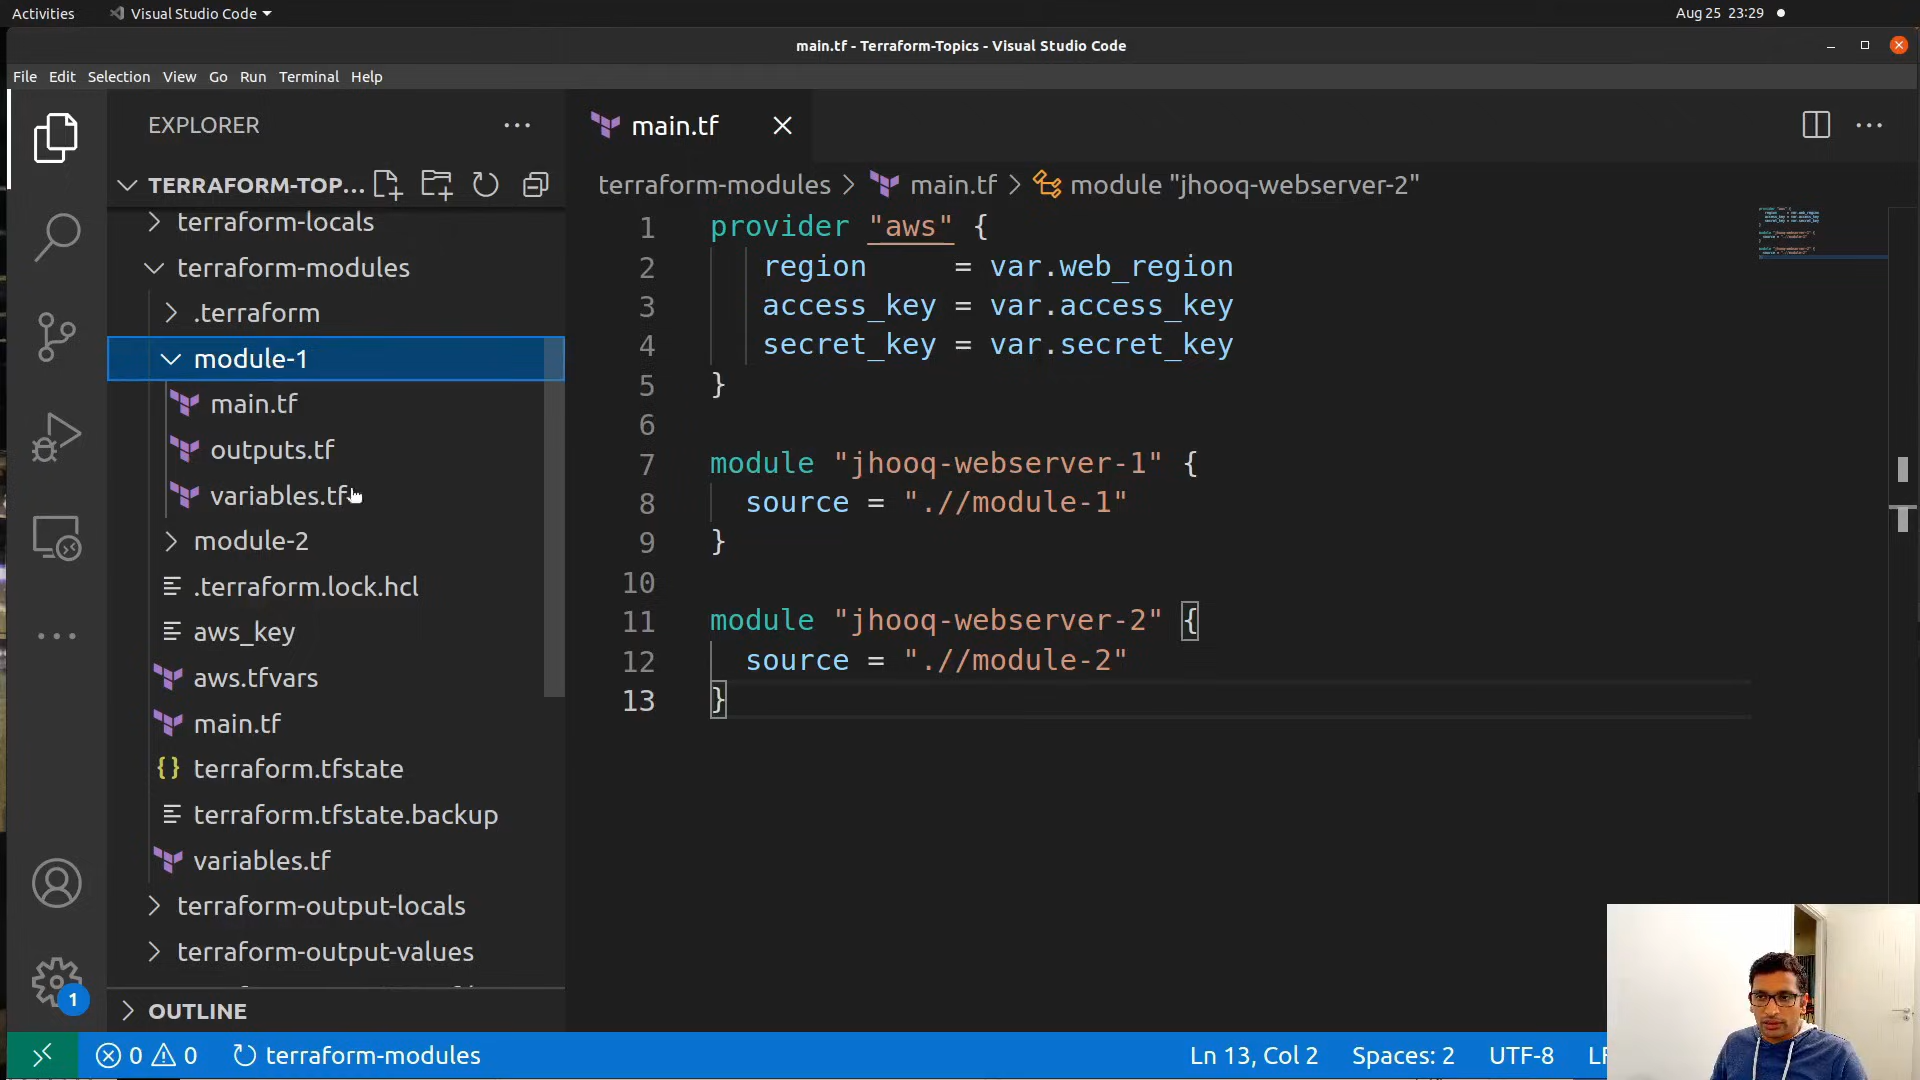 Activities
Visual Studio Code
Aug 25 23:29
main.tf - Terraform-Topics - Visual Studio Code
File Edit Selection View Go Run Terminal Help
EXPLORER
TERRAFORM-TOP...
terraform-locals
terraform-modules
.terraform
module-1
main.tf
outputs.tf
variables.tf
module-2
.terraform.lock.hcl
aws_key
aws.tfvars
main.tf
terraform.tfstate
terraform.tfstate.backup
variables.tf
terraform-output-locals
terraform-output-values
OUTLINE
1
main.tf
terraform-modules > main.tf > module "jhooq-webserver-2"
1 provider "aws" {
2 region = var.web_region
3 access_key = var.access_key
4 secret_key = var.secret_key
5 }
6
7 module "jhooq-webserver-1" {
8 source = ".//module-1"
9 }
10
11 module "jhooq-webserver-2" {
12 source = ".//module-2"
13 }
0 0 terraform-modules
Ln 13, Col 2 Spaces: 2 UTF-8